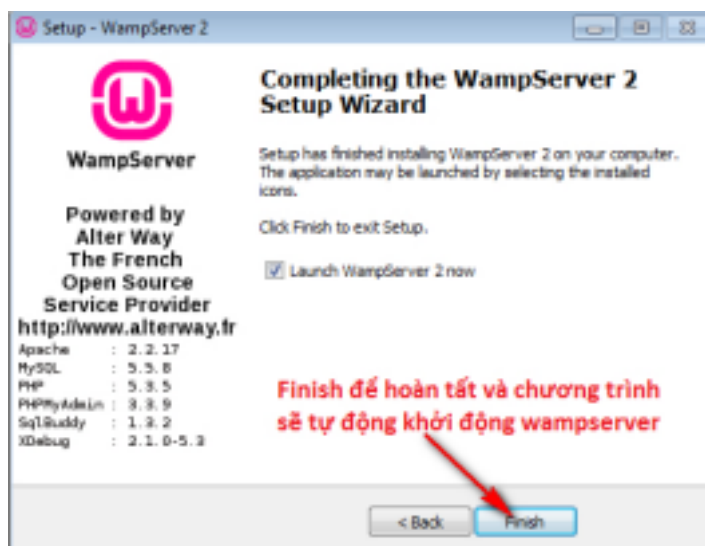 Setup - WampServer 2
WampServer
Powered by
Alter Way
The French
Open Source
Service Provider
http://www.alterway.fr
Apache : 2.2.17
MySQL : 5.5.8
PHP : 5.3.5
PHPMyAdmin : 3.3.9
SqlBuddy : 1.3.2
XDebug : 2.1.0-5.3
Completing the WampServer 2
Setup Wizard
Setup has finished installing WampServer 2 on your computer.
The application may be launched by selecting the installed
icons.
Click Finish to exit Setup.
Launch WampServer 2 now
Finish để hoàn tất và chương trình
sẽ tự động khởi động wampserver
< Back
Finish